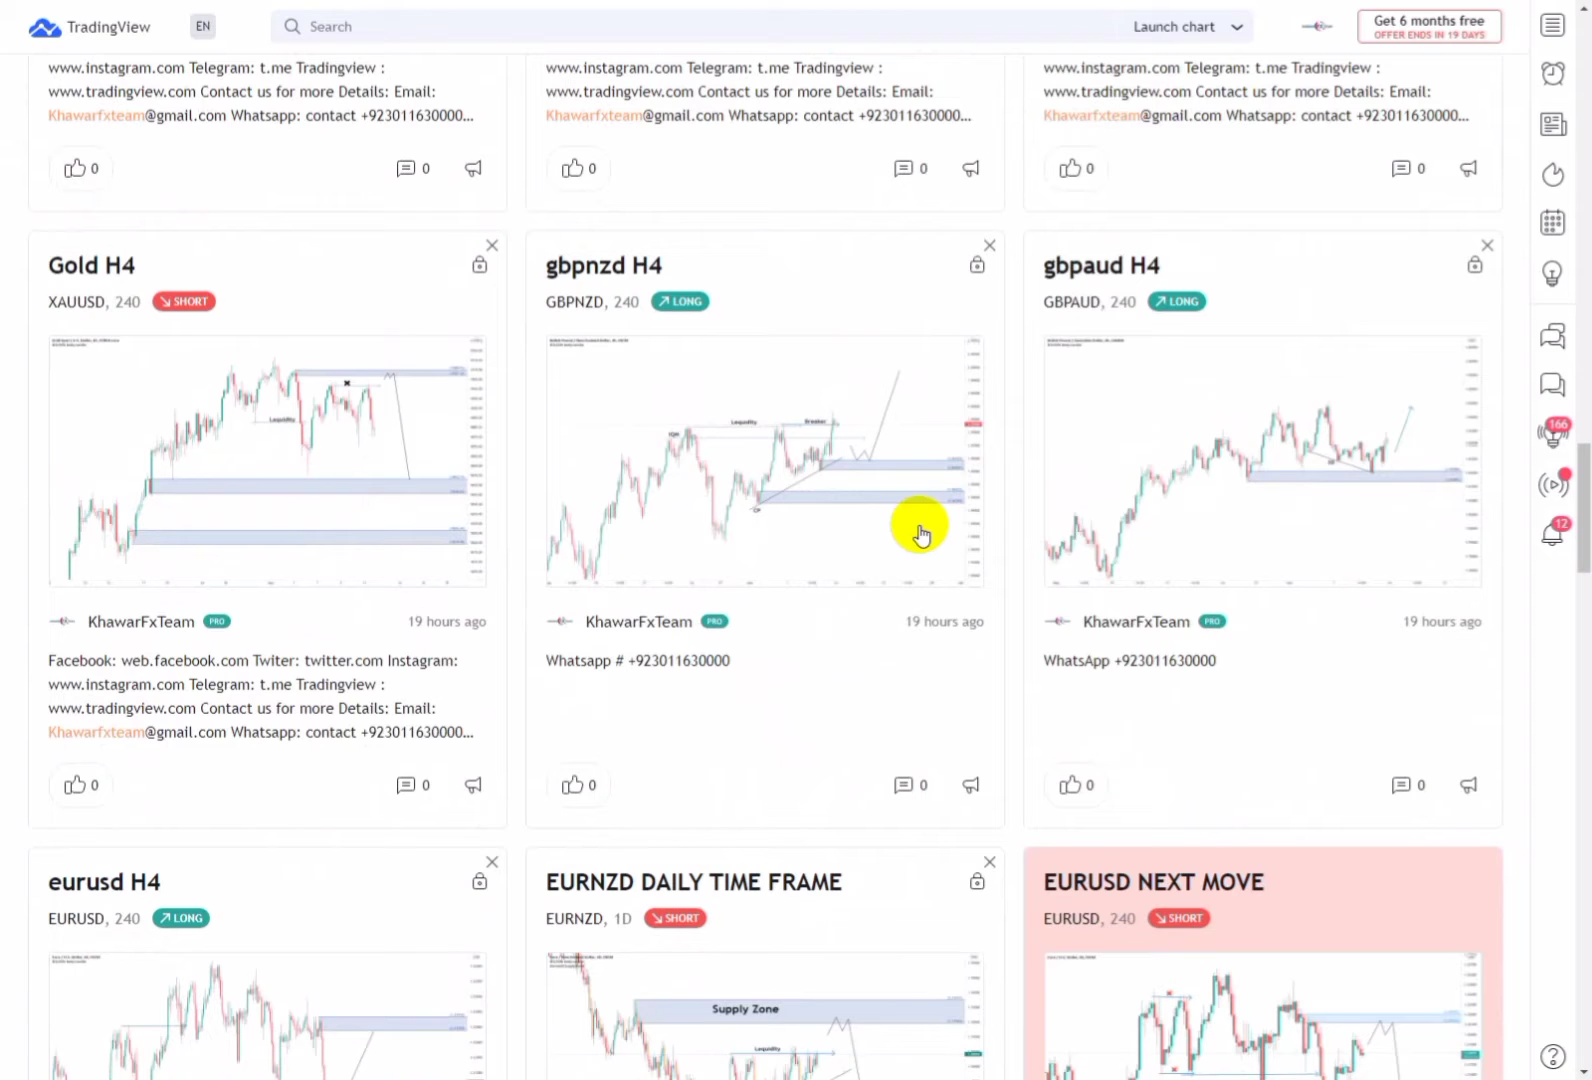 TradingView
EN
Search
Launch chart
Get 6 months free
OFFER ENDS IN 19 DAYS
www.instagram.com Telegram: t.me Tradingview :
www.tradingview.com Contact us for more Details: Email:
Khawarfxteam@gmail.com Whatsapp: contact +923011630000...
0
0
www.instagram.com Telegram: t.me Tradingview :
www.tradingview.com Contact us for more Details: Email:
Khawarfxteam@gmail.com Whatsapp: contact +923011630000...
0
0
www.instagram.com Telegram: t.me Tradingview :
www.tradingview.com Contact us for more Details: Email:
Khawarfxteam@gmail.com Whatsapp: contact +923011630000...
0
0
Gold H4
XAUUSD, 240 SHORT
Lequidity
KhawarFxTeam PRO 19 hours ago
Facebook: web.facebook.com Twiter: twitter.com Instagram:
www.instagram.com Telegram: t.me Tradingview :
www.tradingview.com Contact us for more Details: Email:
Khawarfxteam@gmail.com Whatsapp: contact +923011630000...
0
0
gbpnzd H4
GBPNZD, 240 LONG
Lequidity
Breaker
CP
KhawarFxTeam PRO 19 hours ago
Whatsapp # +923011630000
0
0
gbpaud H4
GBPAUD, 240 LONG
KhawarFxTeam PRO 19 hours ago
WhatsApp +923011630000
0
0
eurusd H4
EURUSD, 240 LONG
EURNZD DAILY TIME FRAME
EURNZD, 1D SHORT
Supply Zone
Lequidity
EURUSD NEXT MOVE
EURUSD, 240 SHORT
166
12